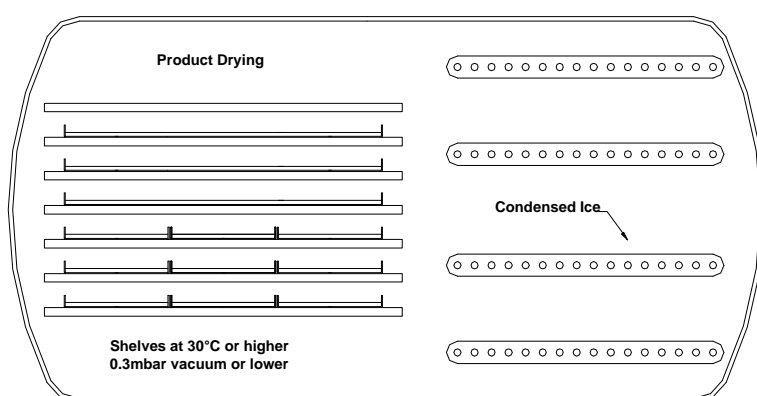 Product Drying
Condensed Ice
Shelves at 30°C or higher
0.3mbar vacuum or lower